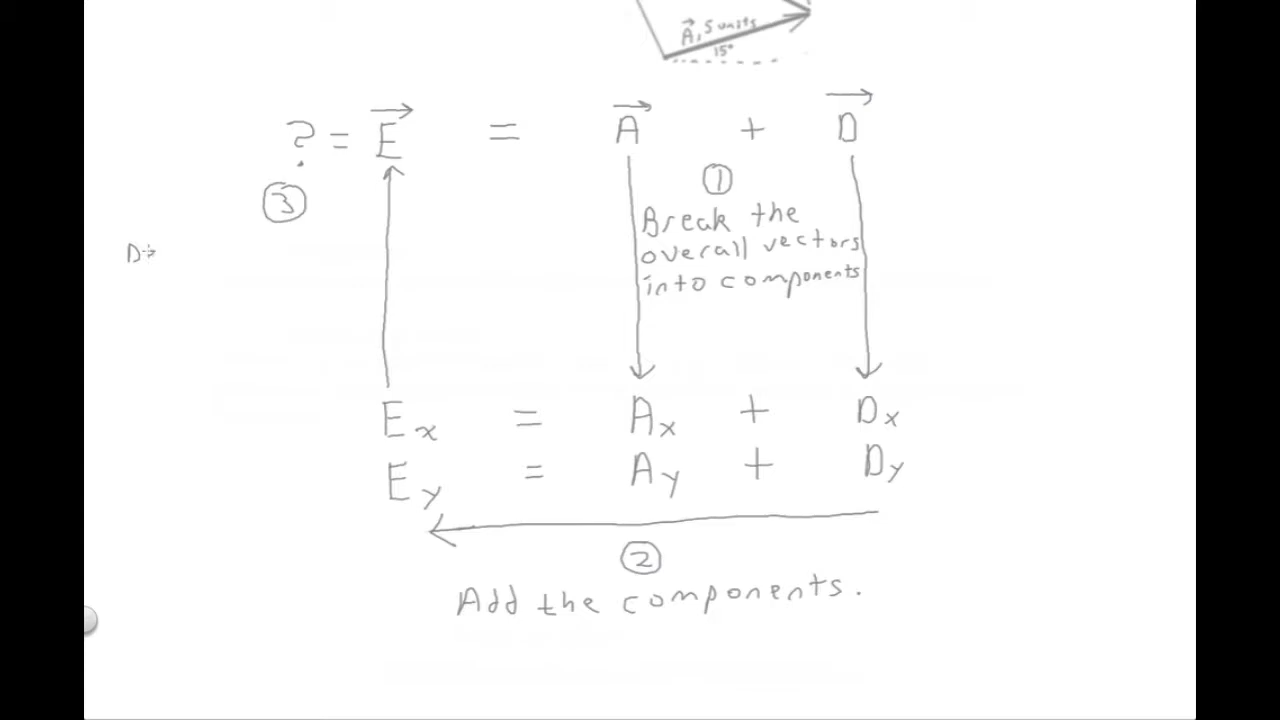 A, 5 units
15°
? = E = A + D
①
③
Break the
overall vectors
into components
Ex = Ax + Dx
Ey = Ay + Dy
②
Add the components.